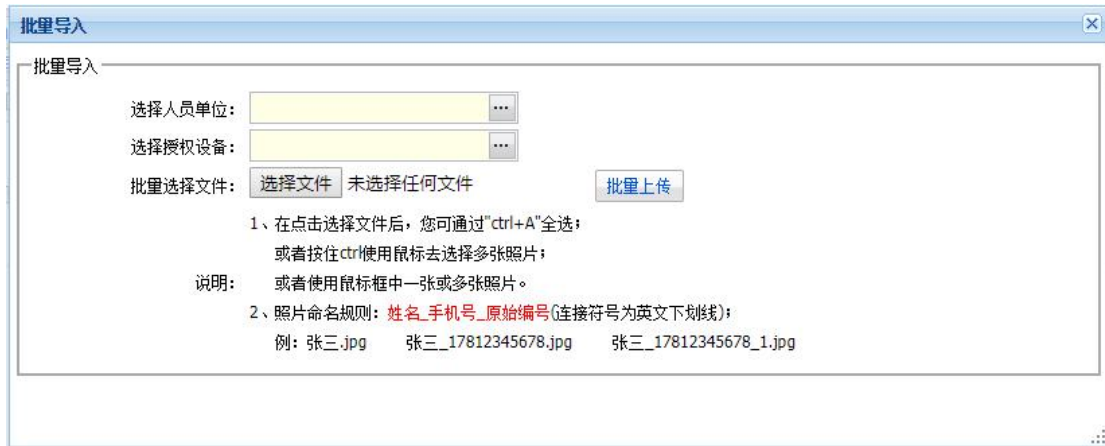 批量导入
批量导入
选择人员单位：
选择授权设备：
批量选择文件： 选择文件 未选择任何文件 批量上传
1、在点击选择文件后，您可通过"ctrl+A"全选；
或者按住ctrl使用鼠标去选择多张照片；
说明： 或者使用鼠标框中一张或多张照片。
2、照片命名规则：姓名_手机号_原始编号(连接符号为英文下划线)；
例：张三.jpg 张三_17812345678.jpg 张三_17812345678_1.jpg